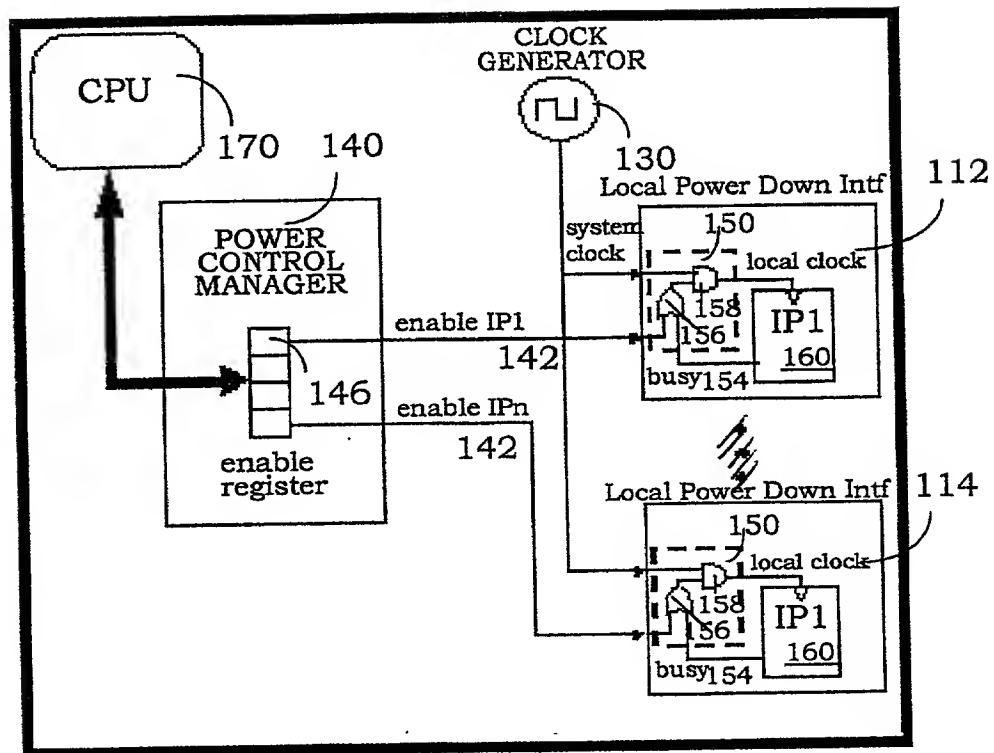 CPU
170
CLOCK
GENERATOR
130
140
POWER
CONTROL
MANAGER
146
enable
register
enable IP1
142
enable IPn
142
Local Power Down Intf
112
system
clock
150
local clock
158
156
IP1
160
busy 154
Local Power Down Intf
114
150
local clock
158
156
IP1
160
busy 154